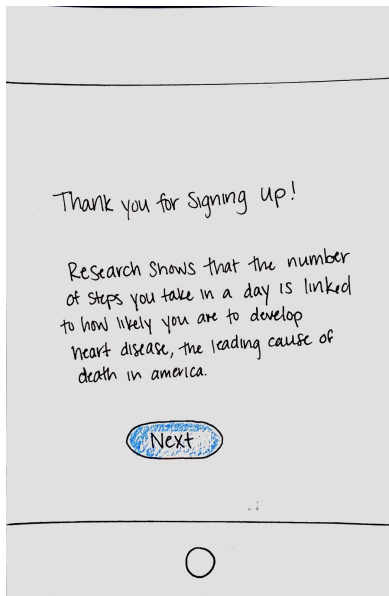 Thank you for Signing up!
Research Shows that the number
of steps you take in a day is linked
to how likely you are to develop
heart disease, the leading cause of
death in america.
Next